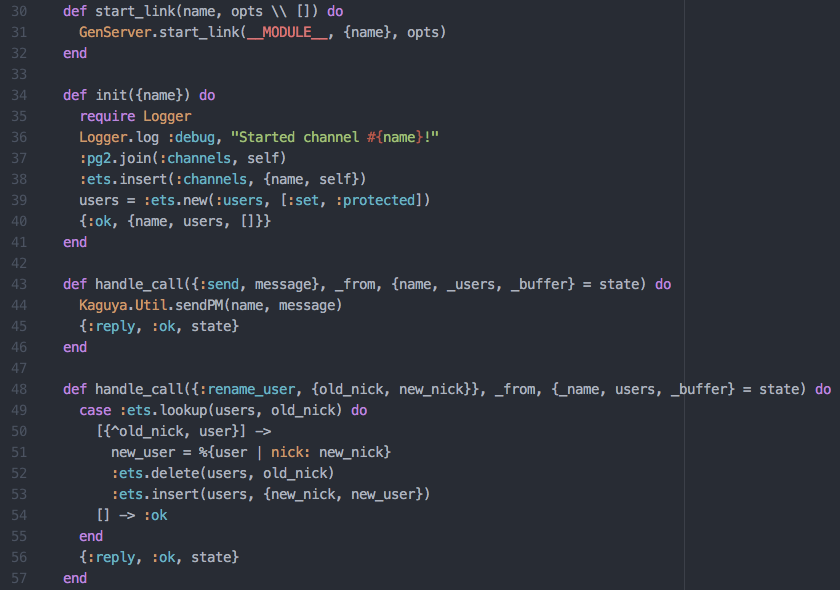 30 def start_link(name, opts \\ []) do
31 GenServer.start_link(__MODULE__, {name}, opts)
32 end
33
34 def init({name}) do
35 require Logger
36 Logger.log :debug, "Started channel #{name}!"
37 :pg2.join(:channels, self)
38 :ets.insert(:channels, {name, self})
39 users = :ets.new(:users, [:set, :protected])
40 {:ok, {name, users, []}}
41 end
42
43 def handle_call({:send, message}, _from, {name, _users, _buffer} = state) do
44 Kaguya.Util.sendPM(name, message)
45 {:reply, :ok, state}
46 end
47
48 def handle_call({:rename_user, {old_nick, new_nick}}, _from, {_name, users, _buffer} = state) do
49 case :ets.lookup(users, old_nick) do
50 [{^old_nick, user}] ->
51 new_user = %{user | nick: new_nick}
52 :ets.delete(users, old_nick)
53 :ets.insert(users, {new_nick, new_user})
54 [] -> :ok
55 end
56 {:reply, :ok, state}
57 end